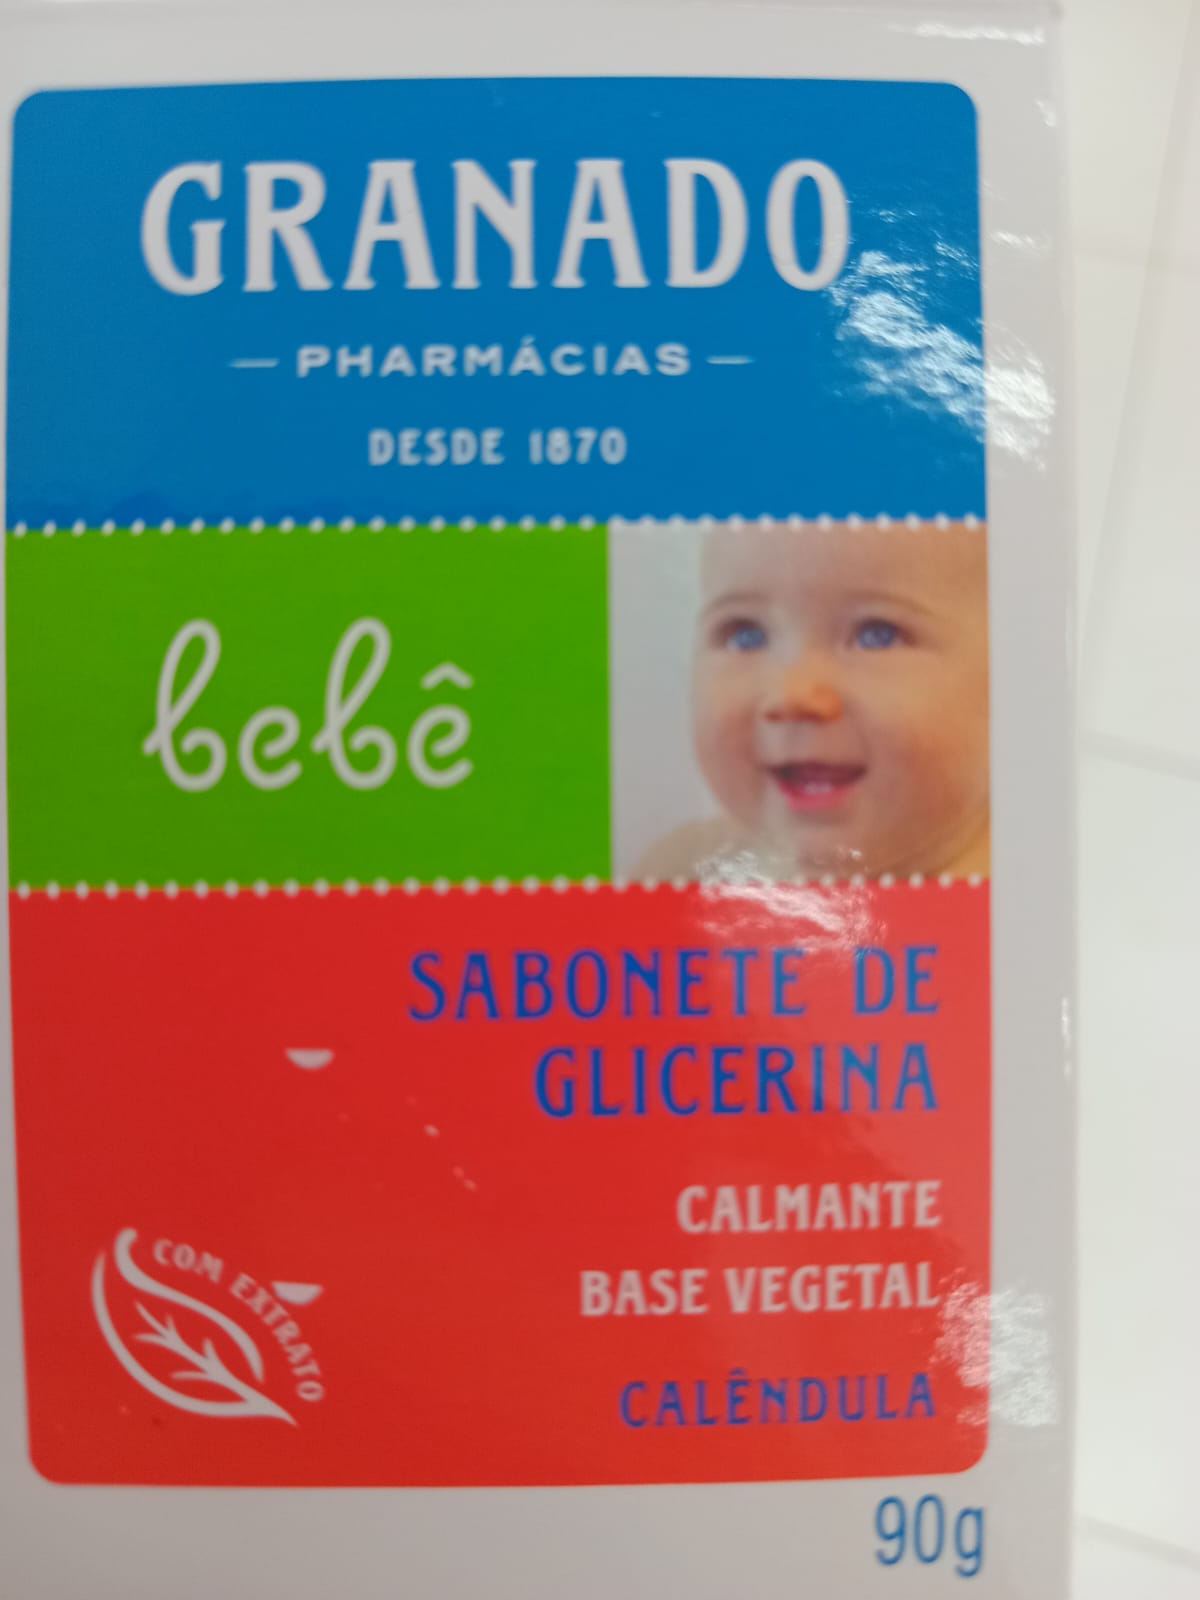 GRANADO
— PHARMÁCIAS —
DESDE 1870
bebê
SABONETE DE
GLICERINA
CALMANTE
BASE VEGETAL
COM EXTRATO
CALÊNDULA
90g